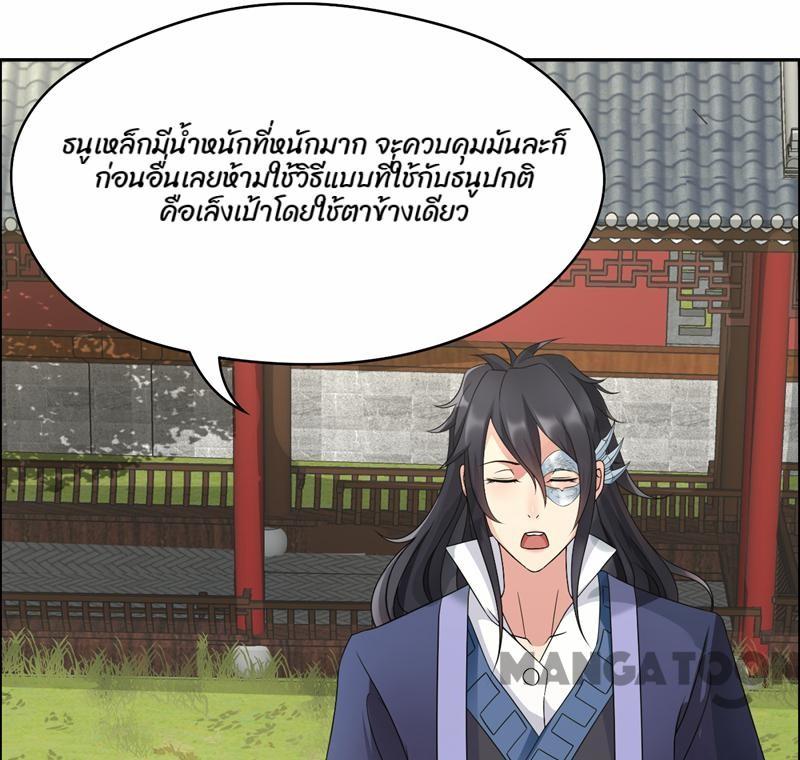 ธนูเหล็กมีน้ำหนักที่หนักมาก จะควบคุมมันละก็
ก่อนอื่นเลยห้ามใช้วิธีแบบที่ใช้กับธนูปกติ
คือเล็งเป้าโดยใช้ตาข้างเดียว
MANGATOON